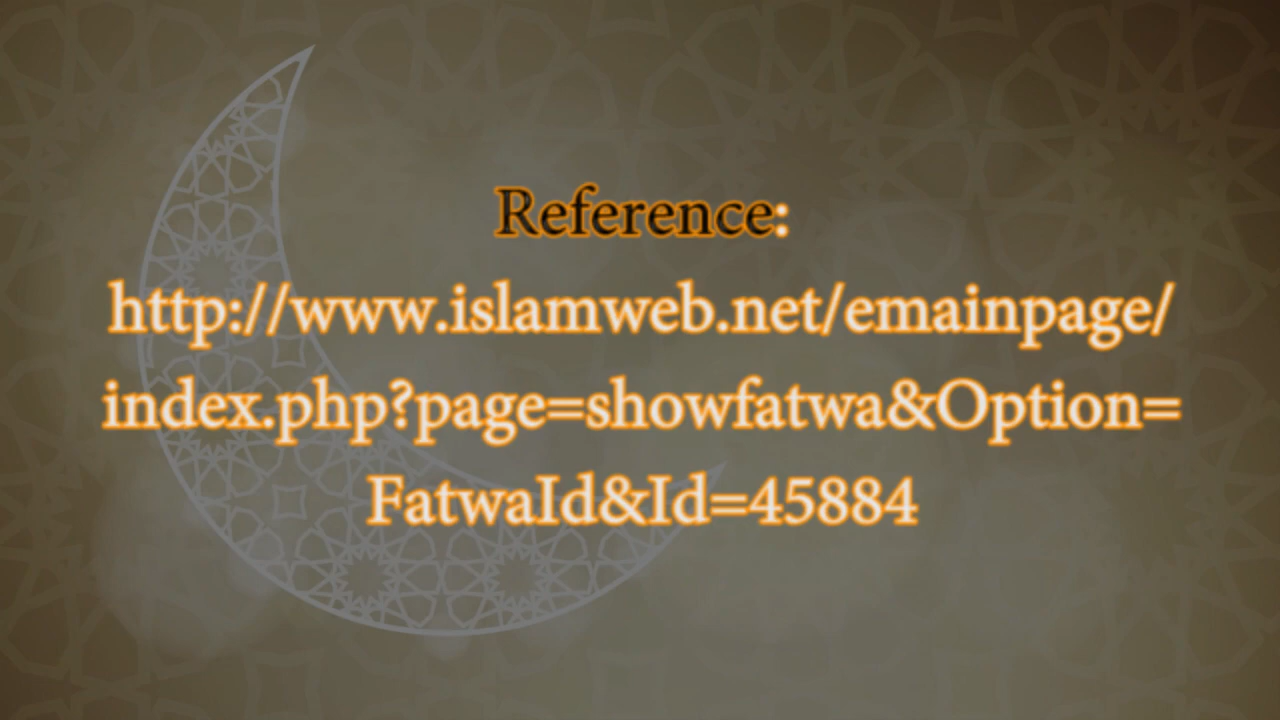 Reference:
http://www.islamweb.net/emainpage/
index.php?page=showfatwa&Option=
FatwaId&Id=45884